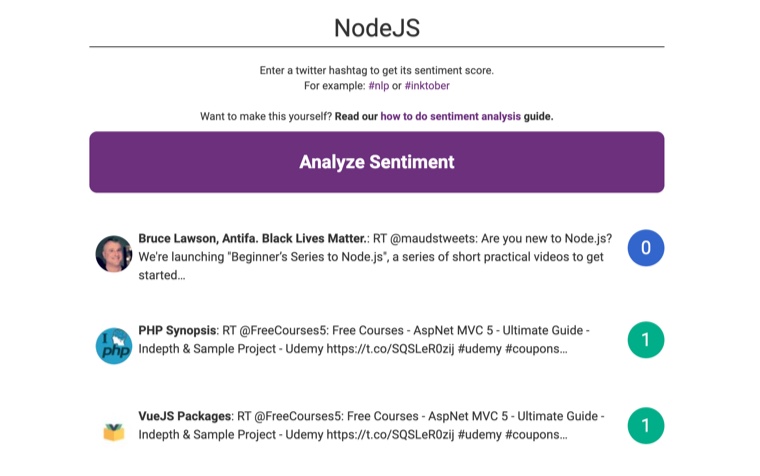 NodeJS
Enter a twitter hashtag to get its sentiment score.
For example: #nlp or #inktober
Want to make this yourself? Read our how to do sentiment analysis guide.
Analyze Sentiment
Bruce Lawson, Antifa. Black Lives Matter.: RT @maudstweets: Are you new to Node.js?
We're launching "Beginner’s Series to Node.js", a series of short practical videos to get
started…
0
I
php
PHP Synopsis: RT @FreeCourses5: Free Courses - AspNet MVC 5 - Ultimate Guide -
Indepth & Sample Project - Udemy https://t.co/SQSLeR0zij #udemy #coupons…
1
VueJS Packages: RT @FreeCourses5: Free Courses - AspNet MVC 5 - Ultimate Guide -
Indepth & Sample Project - Udemy https://t.co/SQSLeR0zij #udemy #coupons…
1